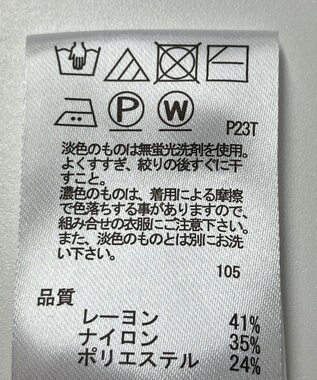 P W P23T
淡色のものは無蛍光洗剤を使用。
よくすすぎ、絞りの後すぐに干
すこと。
濃色のものは、着用による摩擦
で色落ちする事がありますので、
組み合せの衣服にご注意下さい。
また、淡色のものとは別にお洗
い下さい。
105
品質
レーヨン 41%
ナイロン 35%
ポリエステル 24%